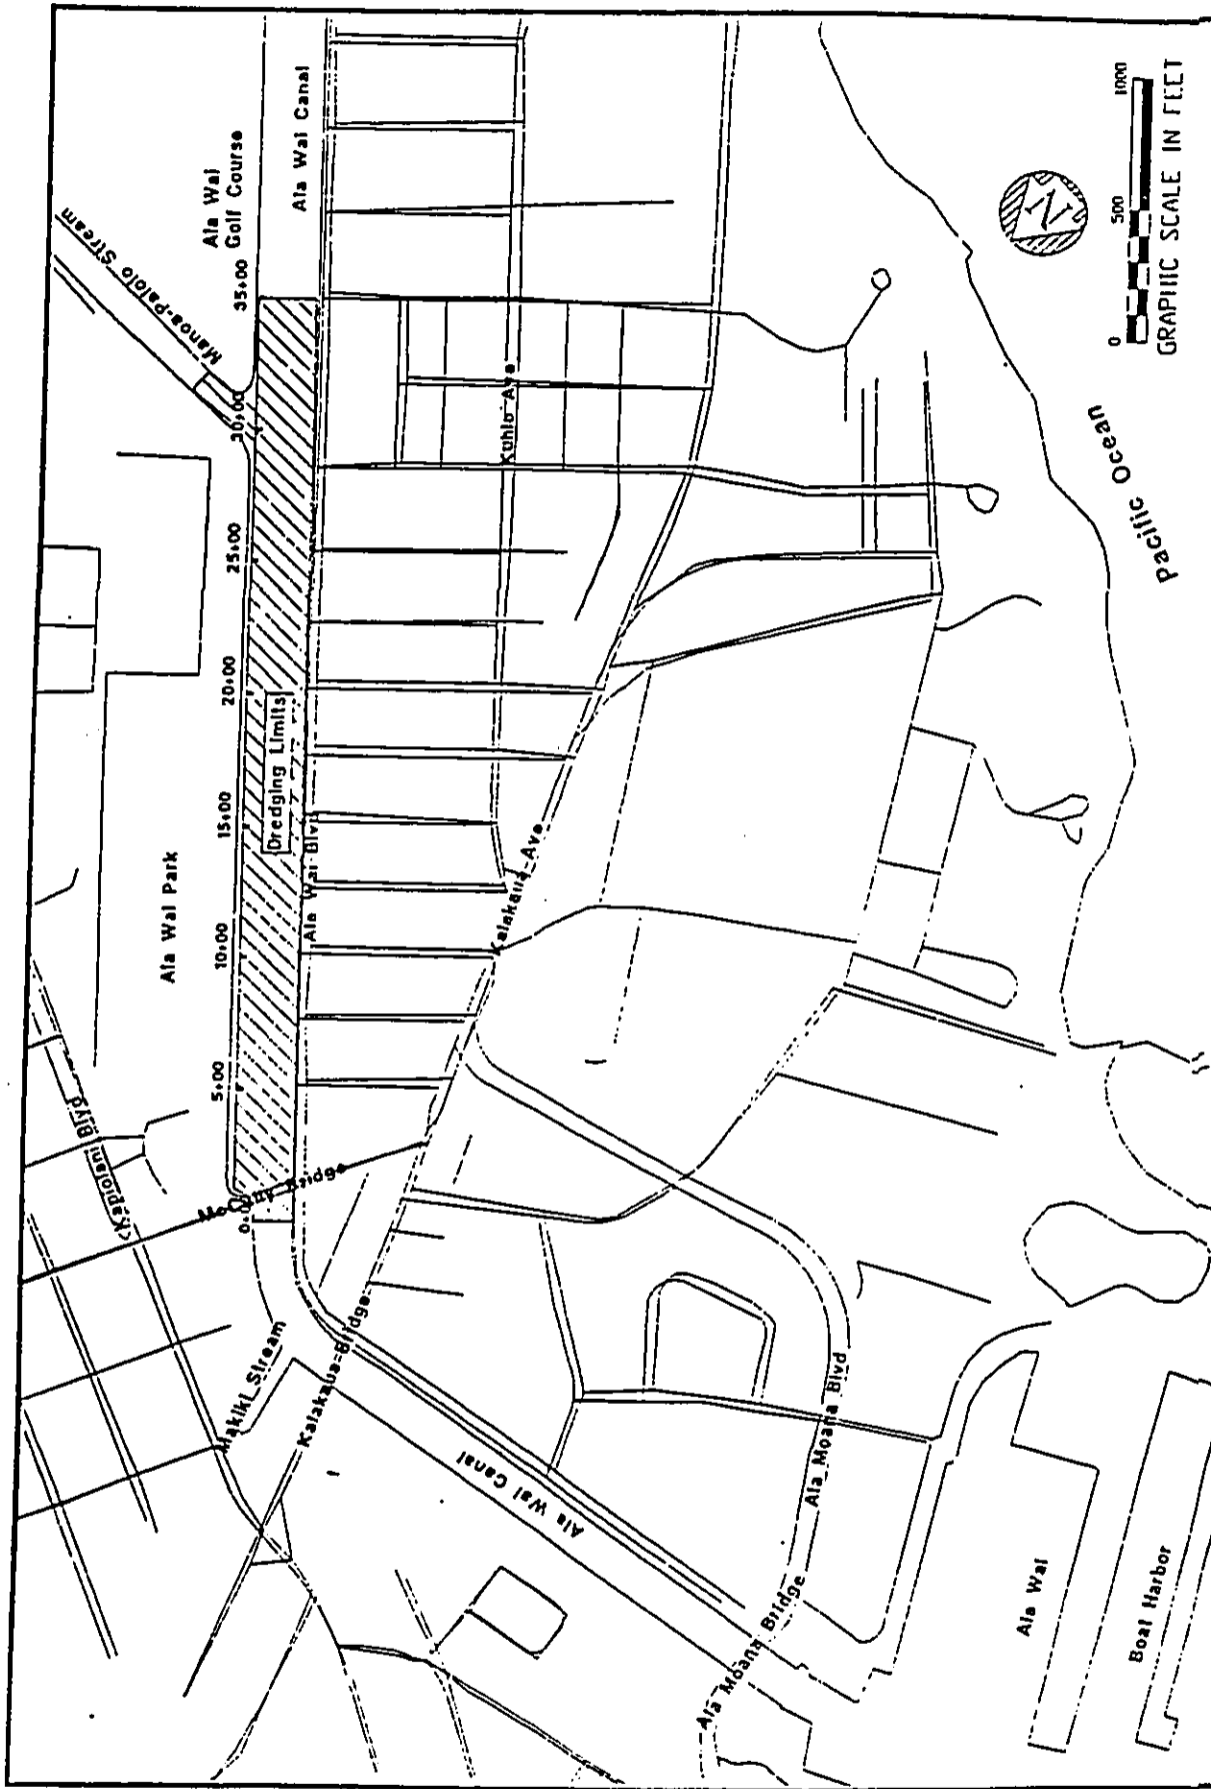 Manoa-Palolo Stream
Ala Wai
Golf Course
Ala Wai Canal
35+00
30+00
25+00
20+00
15+00
10+00
5+00
0+00
Dredging Limits
Ala Wai Park
Ala Wai Blvd
Kuhio Ave
Kalakaua Ave
Kapiolani Blvd
McCully Bridge
Makiki Stream
Kalakaua Bridge
Ala Wai Canal
Ala Moana Blvd
Ala Moana Bridge
Ala Wai
Boat Harbor
Pacific Ocean
N
0 500 1000
GRAPHIC SCALE IN FEET